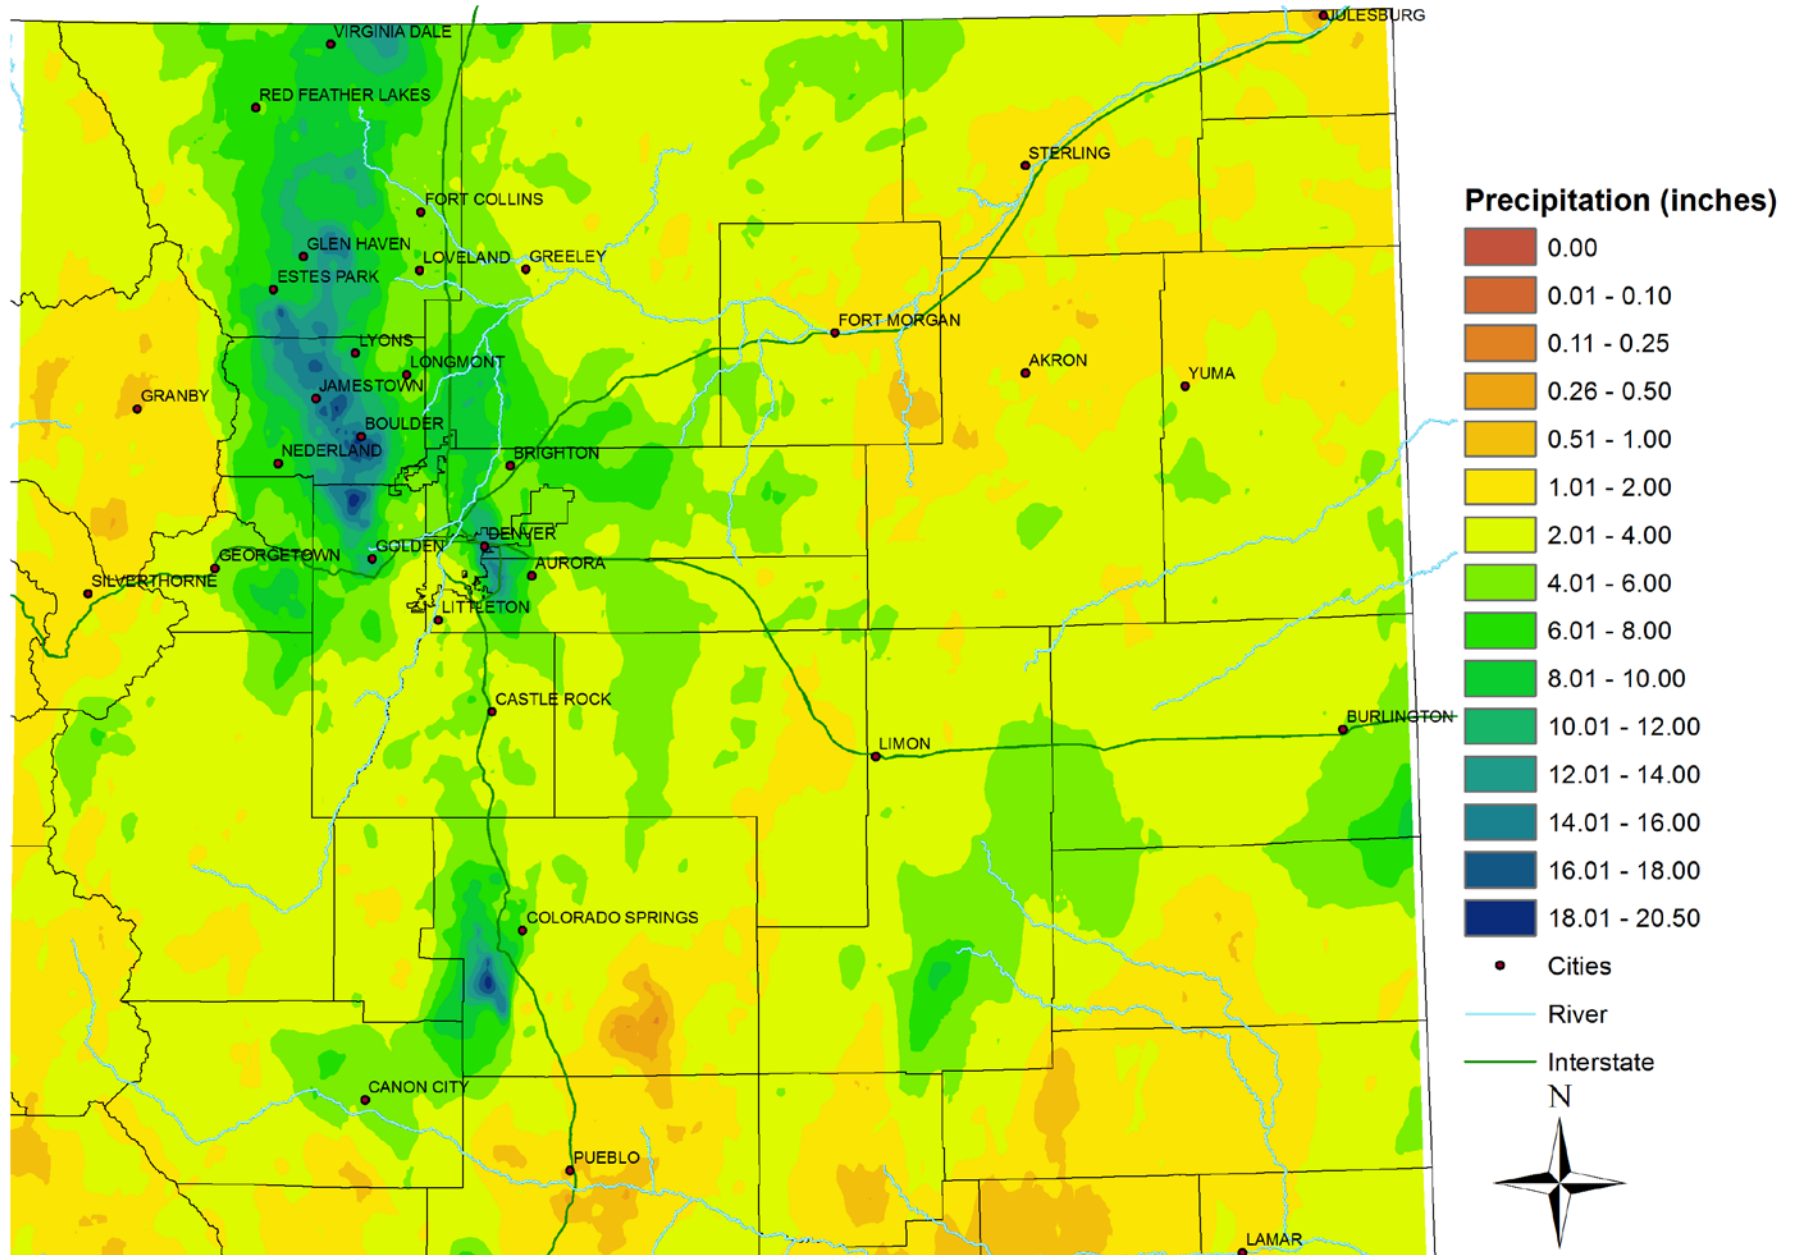 VIRGINIA DALE
JULESBURG
RED FEATHER LAKES
STERLING
FORT COLLINS
GLEN HAVEN
LOVELAND
GREELEY
ESTES PARK
FORT MORGAN
LYONS
LONGMONT
AKRON
YUMA
JAMESTOWN
GRANBY
BOULDER
NEDERLAND
BRIGHTON
DENVER
GOLDEN
GEORGETOWN
AURORA
SILVERTHORNE
LITTLETON
CASTLE ROCK
BURLINGTON
LIMON
COLORADO SPRINGS
CANON CITY
PUEBLO
LAMAR
Precipitation (inches)
0.00
0.01 - 0.10
0.11 - 0.25
0.26 - 0.50
0.51 - 1.00
1.01 - 2.00
2.01 - 4.00
4.01 - 6.00
6.01 - 8.00
8.01 - 10.00
10.01 - 12.00
12.01 - 14.00
14.01 - 16.00
16.01 - 18.00
18.01 - 20.50
Cities
River
Interstate
N